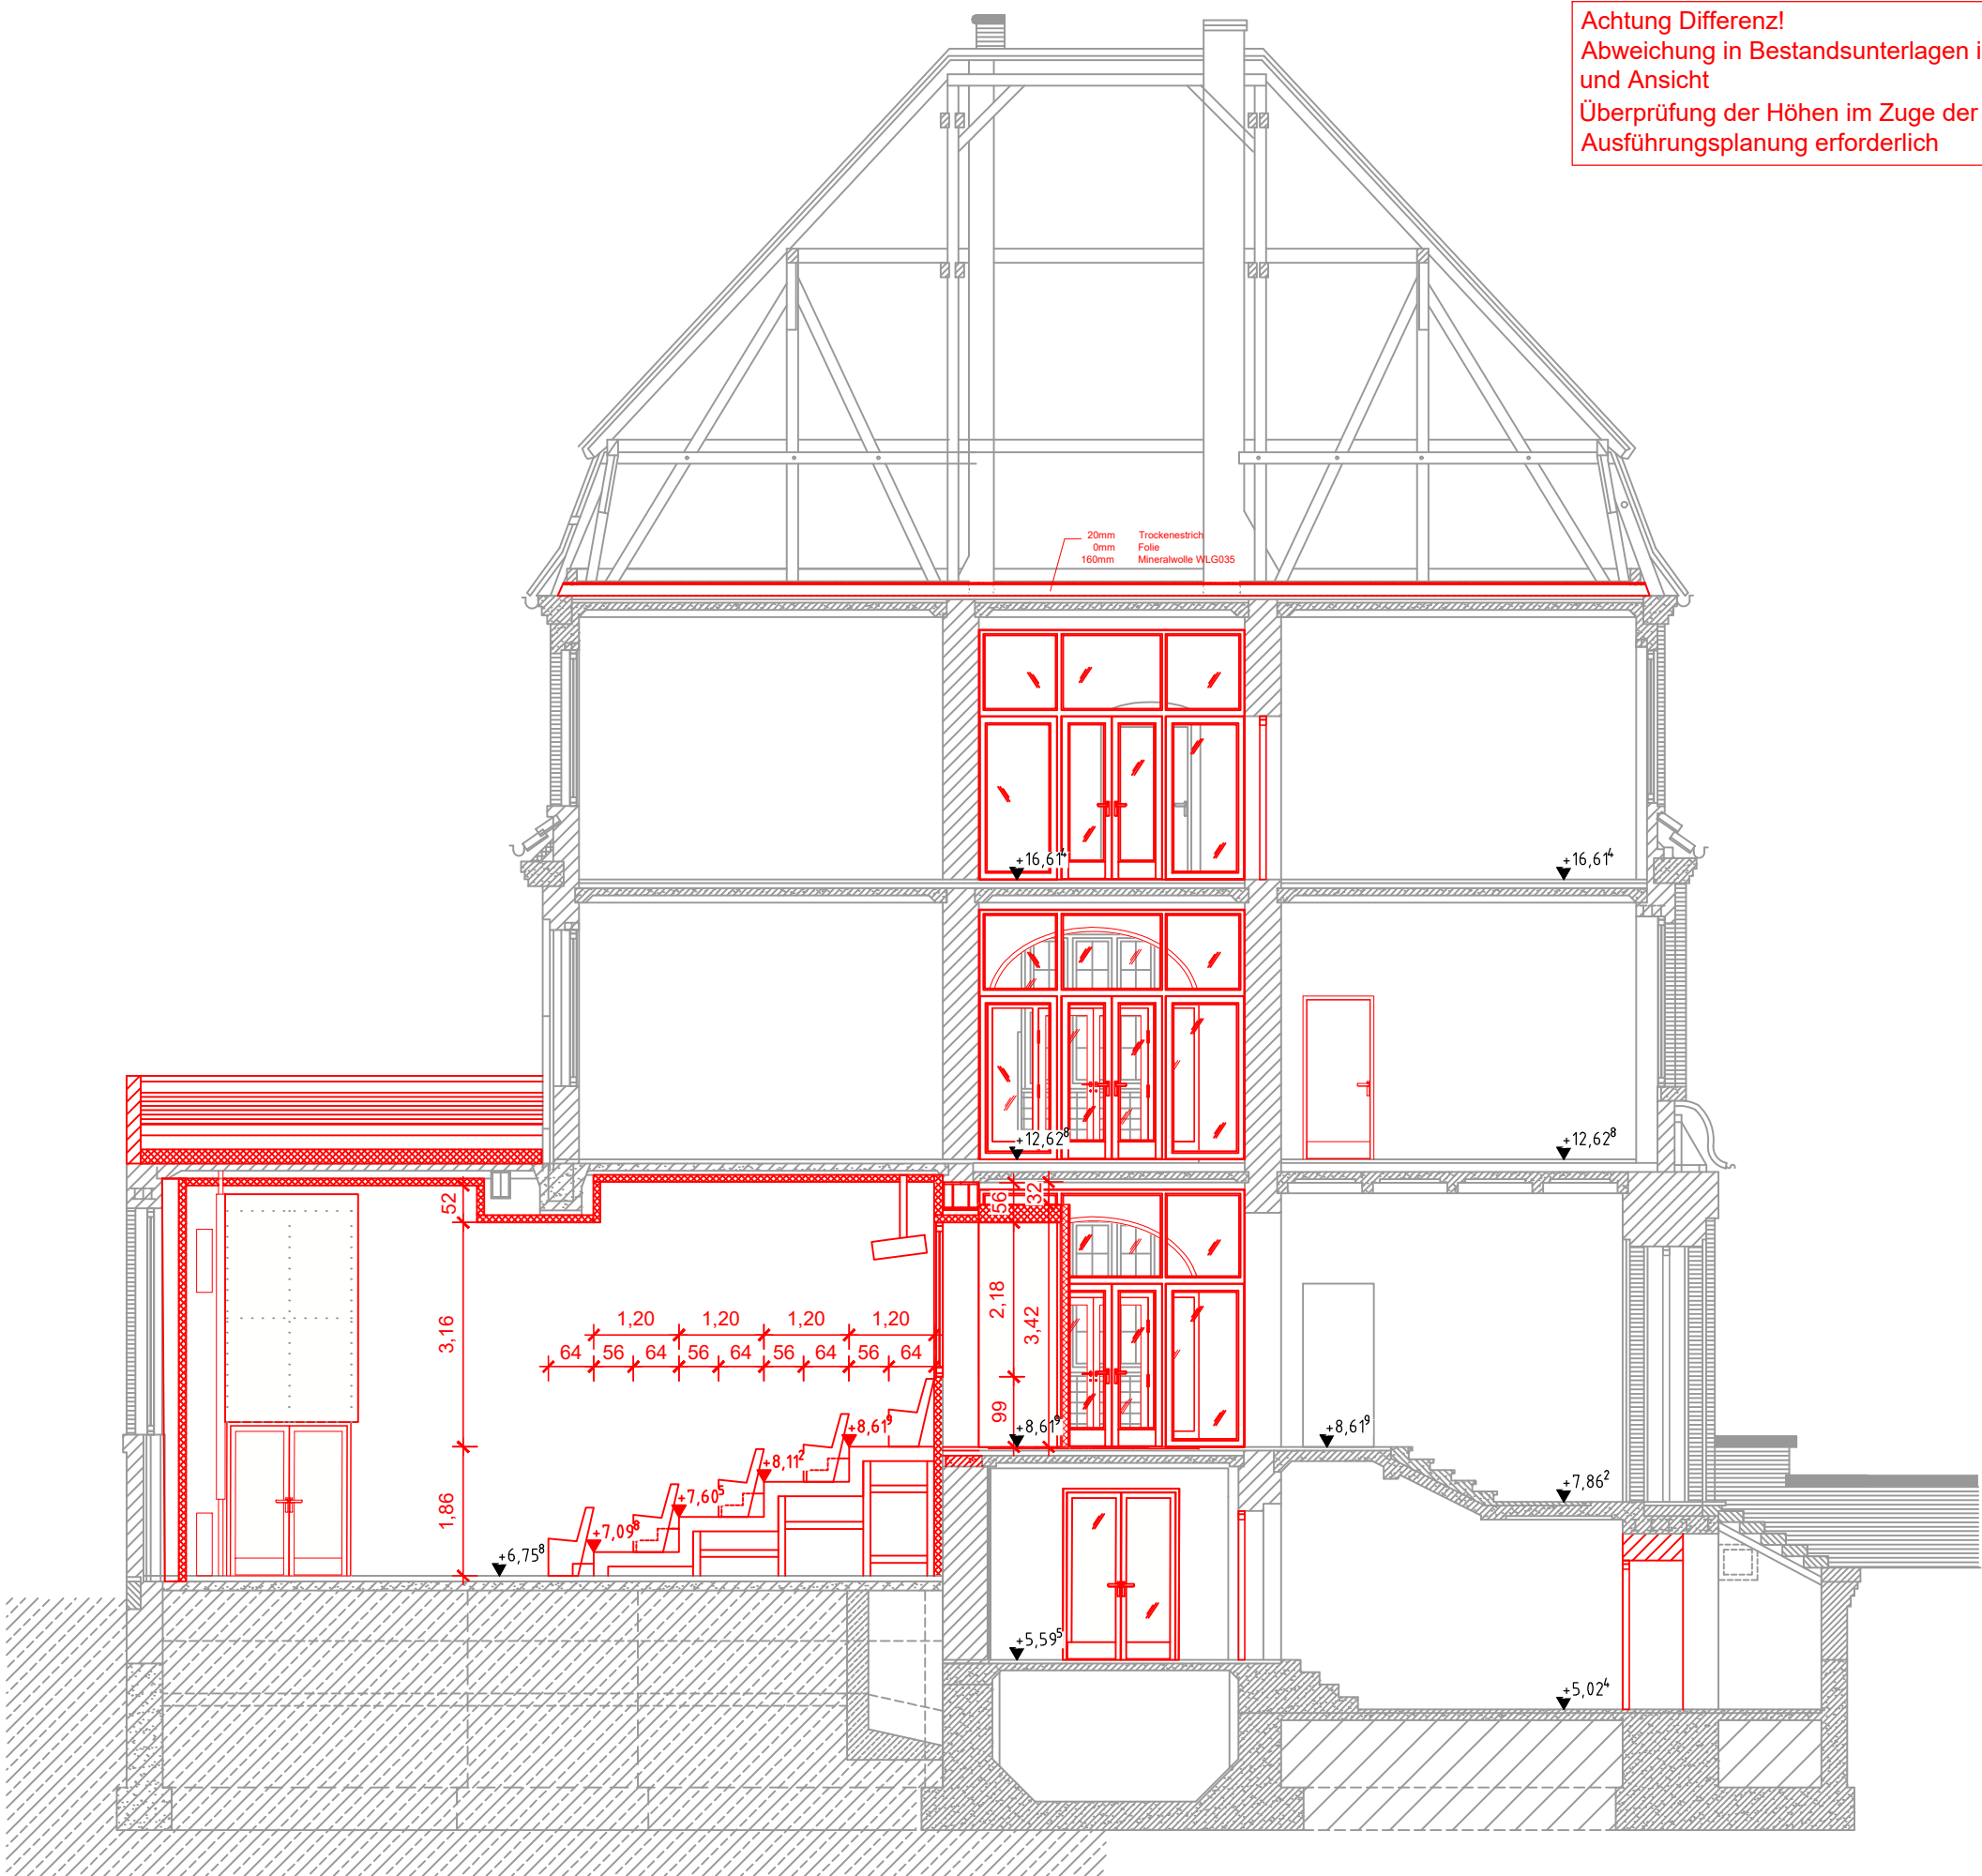 Achtung Differenz!
Abweichung in Bestandsunterlagen i
und Ansicht
Überprüfung der Höhen im Zuge der
Ausführungsplanung erforderlich
20mm Trockenestrich
0mm Folie
160mm Mineralwolle WLG035
+16,61⁴
+16,61⁴
+12,62⁸
+12,62⁸
52
56
32
3,16
2,18
3,42
1,20 1,20 1,20 1,20
64 56 64 56 64 56 64 56 64
99
+8,61⁹
+8,61⁹
+8,61⁹
+8,11²
+7,60⁵
+7,09⁸
+6,75⁸
1,86
+7,86²
+5,59⁵
+5,02⁴